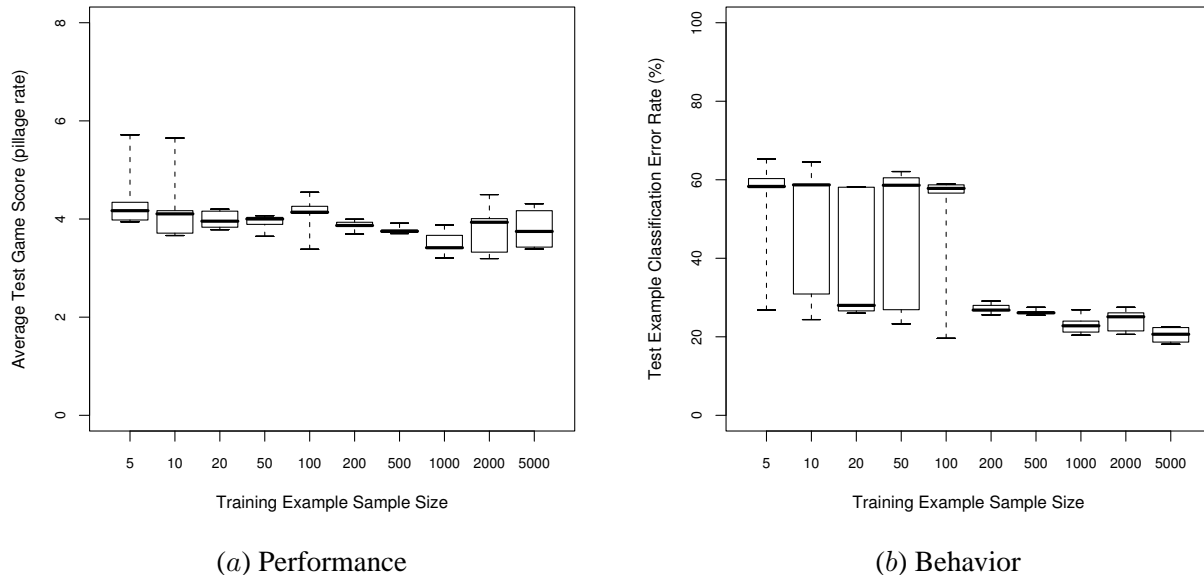 Average Test Game Score (pillage rate)
8
6
4
2
0
5 10 20 50 100 200 500 1000 2000 5000
Training Example Sample Size
(a) Performance
Test Example Classification Error Rate (%)
100
80
60
40
20
0
5 10 20 50 100 200 500 1000 2000 5000
Training Example Sample Size
(b) Behavior